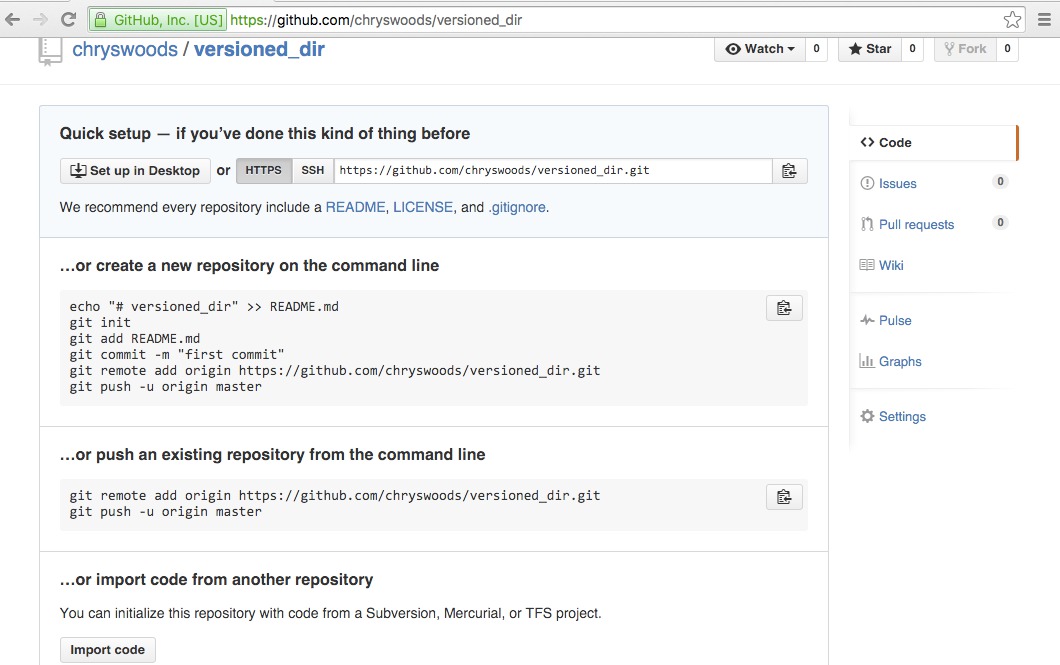 GitHub, Inc. [US] https://github.com/chryswoods/versioned_dir
chryswoods / versioned_dir
Watch 0 Star 0 Fork 0
Quick setup — if you’ve done this kind of thing before
Set up in Desktop or HTTPS SSH https://github.com/chryswoods/versioned_dir.git
We recommend every repository include a README, LICENSE, and .gitignore.
…or create a new repository on the command line
echo "# versioned_dir" >> README.md
git init
git add README.md
git commit -m "first commit"
git remote add origin https://github.com/chryswoods/versioned_dir.git
git push -u origin master
…or push an existing repository from the command line
git remote add origin https://github.com/chryswoods/versioned_dir.git
git push -u origin master
…or import code from another repository
You can initialize this repository with code from a Subversion, Mercurial, or TFS project.
Import code
Code
Issues 0
Pull requests 0
Wiki
Pulse
Graphs
Settings